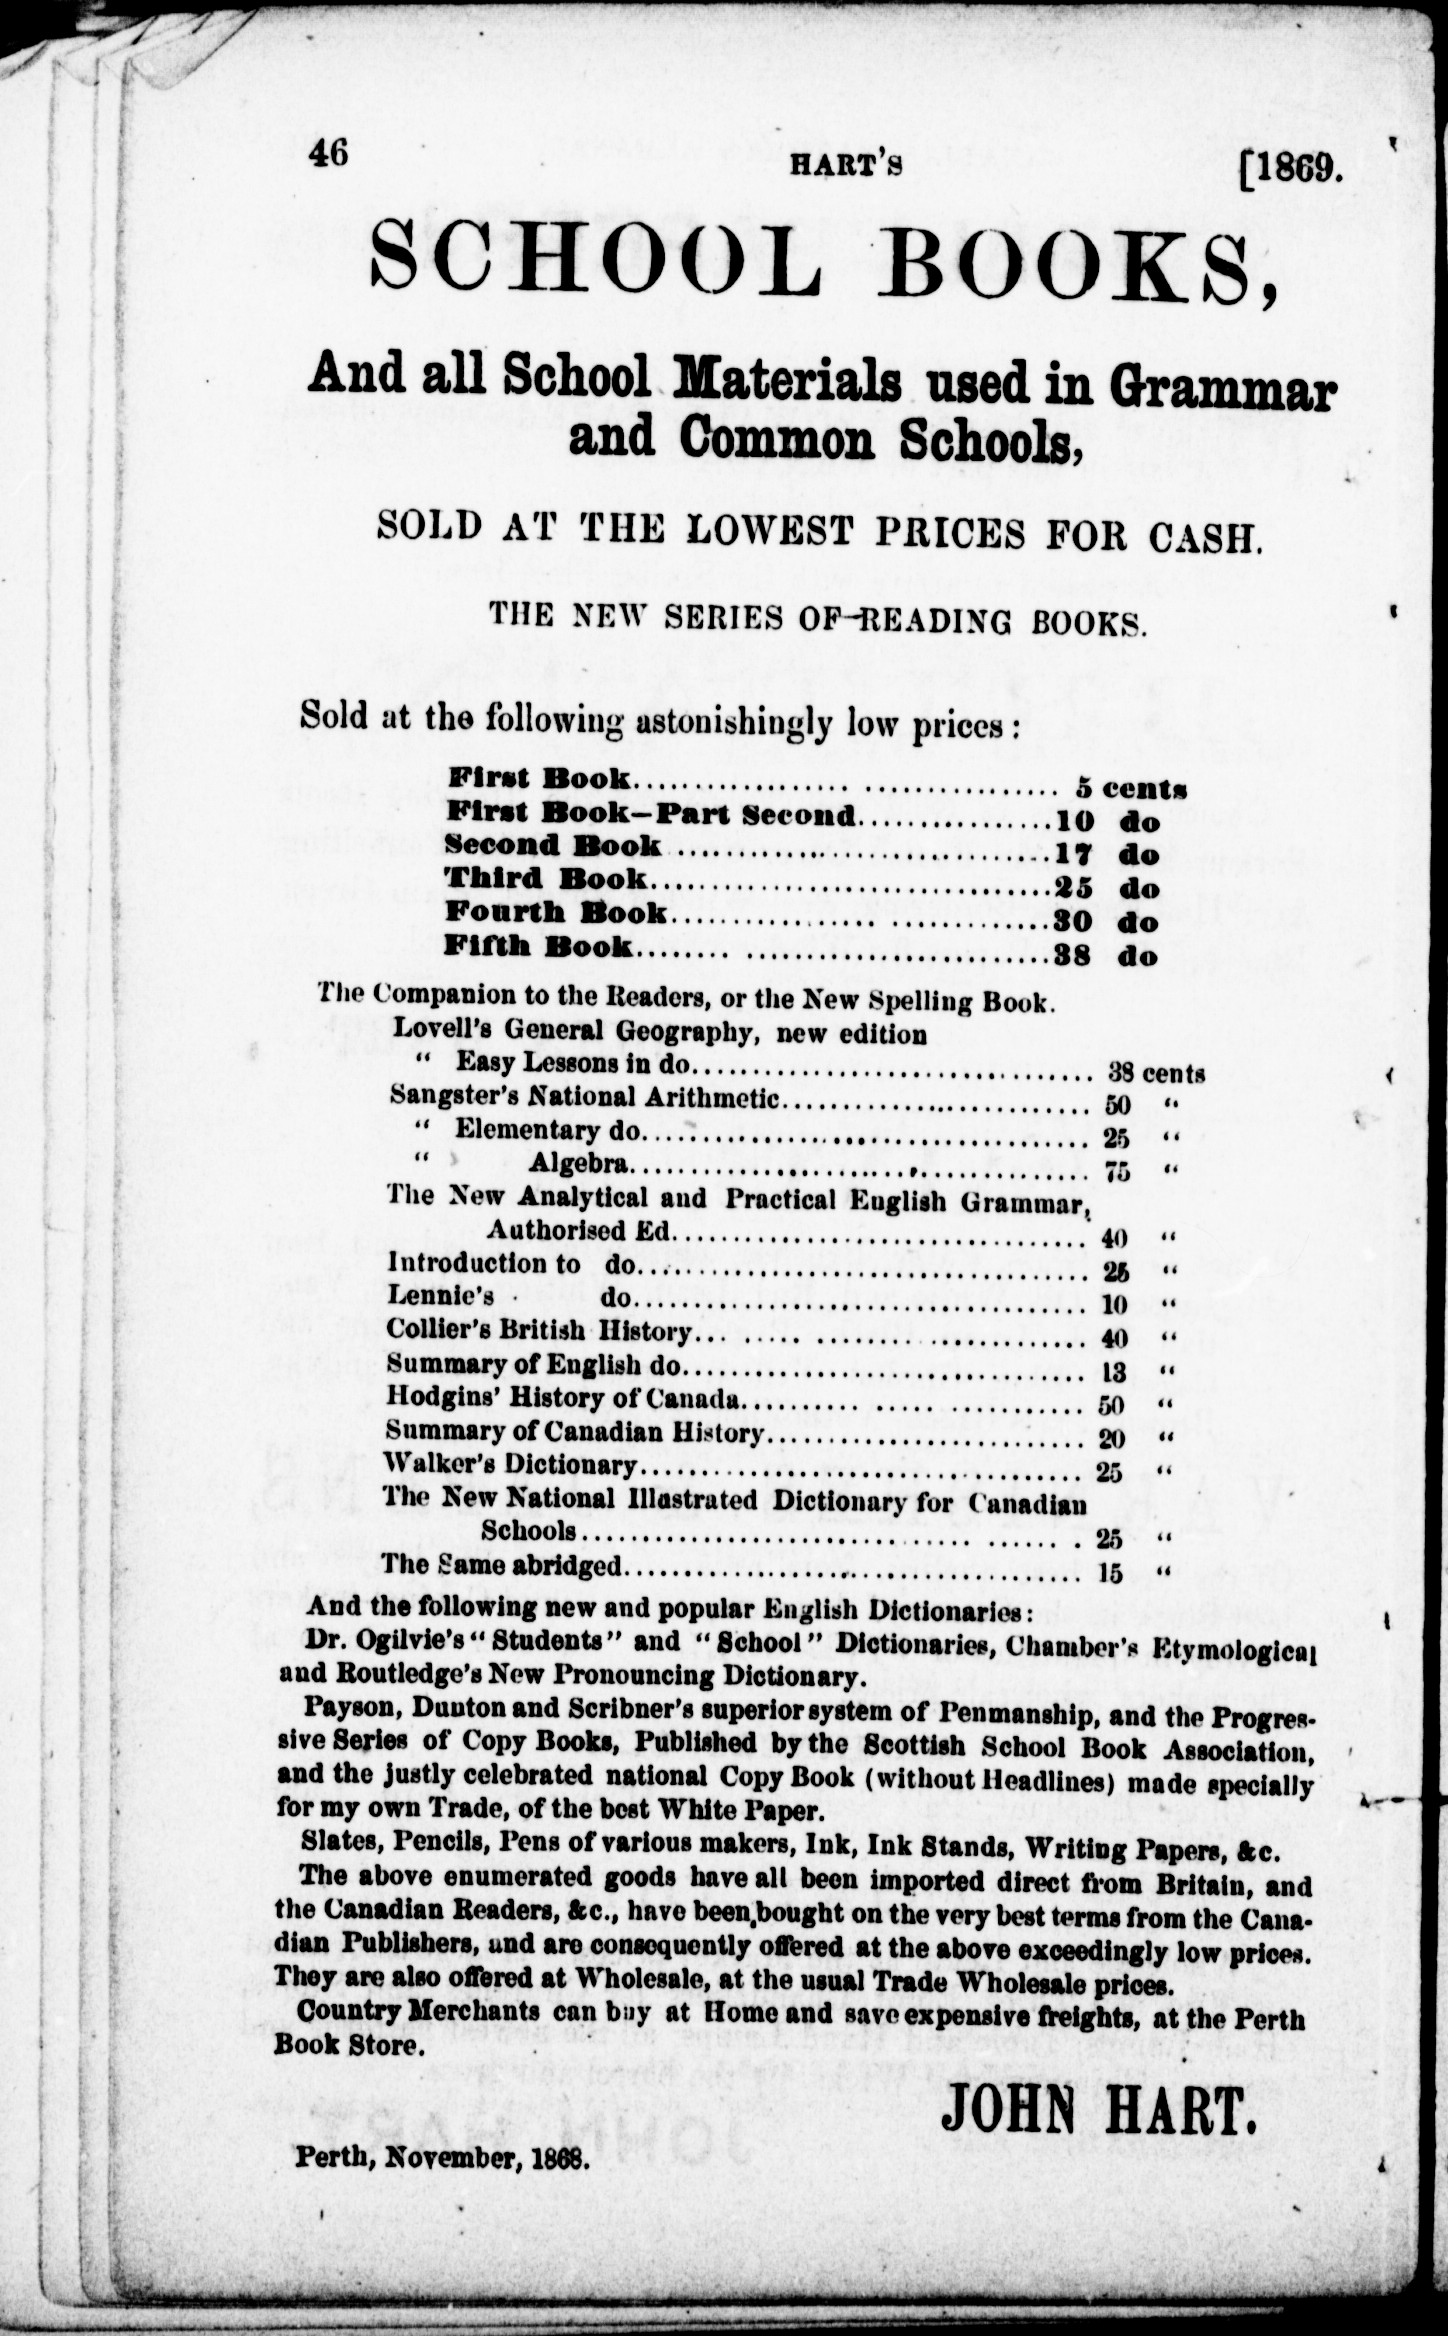 46 HART'S [1869.
SCHOOL BOOKS,
And all School Materials used in Grammar
and Common Schools,
SOLD AT THE LOWEST PRICES FOR CASH.
THE NEW SERIES OF READING BOOKS.
Sold at the following astonishingly low prices:
First Book.................................. 5 cents
First Book—Part Second................10 do
Second Book ...............................17 do
Third Book.................................25 do
Fourth Book...............................30 do
Fifth Book..................................38 do
The Companion to the Readers, or the New Spelling Book.
Lovell's General Geography, new edition
" Easy Lessons in do................................. 38 cents
Sangster's National Arithmetic......................... 50 "
" Elementary do..................................... 25 "
" Algebra...................................... 75 "
The New Analytical and Practical English Grammar,
Authorised Ed.................................. 40 "
Introduction to do..................................... 25 "
Lennie's do..................................... 10 "
Collier's British History................................ 40 "
Summary of English do................................. 13 "
Hodgins' History of Canada............................ 50 "
Summary of Canadian History.......................... 20 "
Walker's Dictionary.................................... 25 "
The New National Illustrated Dictionary for Canadian
Schools......................................... 25 "
The Same abridged..................................... 15 "
And the following new and popular English Dictionaries:
Dr. Ogilvie's "Students" and "School" Dictionaries, Chamber's Etymological
and Routledge's New Pronouncing Dictionary.
Payson, Dunton and Scribner's superior system of Penmanship, and the Progres-
sive Series of Copy Books, Published by the Scottish School Book Association,
and the justly celebrated national Copy Book (without Headlines) made specially
for my own Trade, of the best White Paper.
Slates, Pencils, Pens of various makers, Ink, Ink Stands, Writing Papers, &c.
The above enumerated goods have all been imported direct from Britain, and
the Canadian Readers, &c., have been,bought on the very best terms from the Cana-
dian Publishers, and are consequently offered at the above exceedingly low prices.
They are also offered at Wholesale, at the usual Trade Wholesale prices.
Country Merchants can buy at Home and save expensive freights, at the Perth
Book Store.
JOHN HART.
Perth, November, 1868.